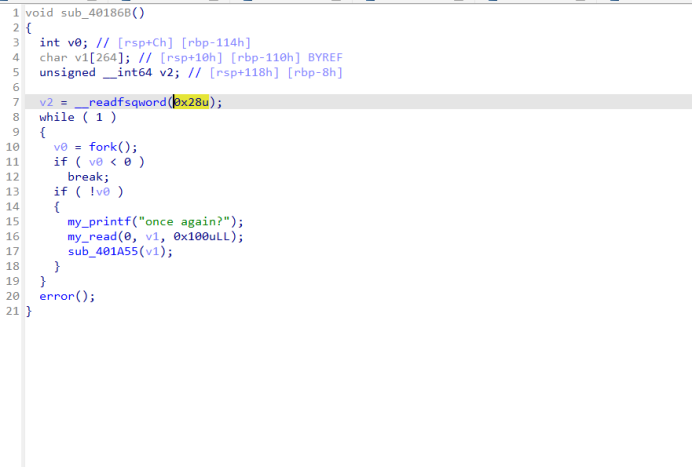 1 void sub_40186B()
2 {
3   int v0; // [rsp+Ch] [rbp-114h]
4   char v1[264]; // [rsp+10h] [rbp-110h] BYREF
5   unsigned __int64 v2; // [rsp+118h] [rbp-8h]
6
7   v2 = __readfsqword(0x28u);
8   while ( 1 )
9   {
10     v0 = fork();
11     if ( v0 < 0 )
12       break;
13     if ( !v0 )
14     {
15       my_printf("once again?");
16       my_read(0, v1, 0x100uLL);
17       sub_401A55(v1);
18     }
19   }
20   error();
21 }